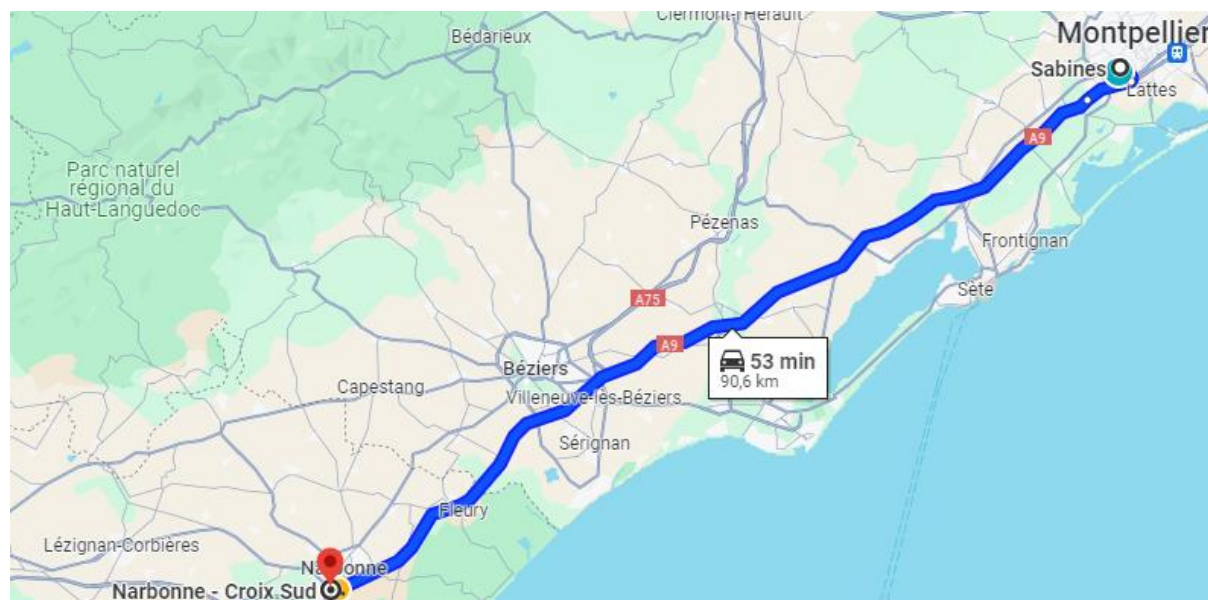 Clermont-l'Hérault
Bédarieux
Montpellier
Sabines
Lattes
A9
Parc naturel
régional du
Haut-Languedoc
Pézenas
Frontignan
Sète
A75
A9
53 min
90,6 km
Béziers
Capestang
Villeneuve-lès-Béziers
Sérignan
Fleury
Lézignan-Corbières
Narbonne
Narbonne - Croix Sud